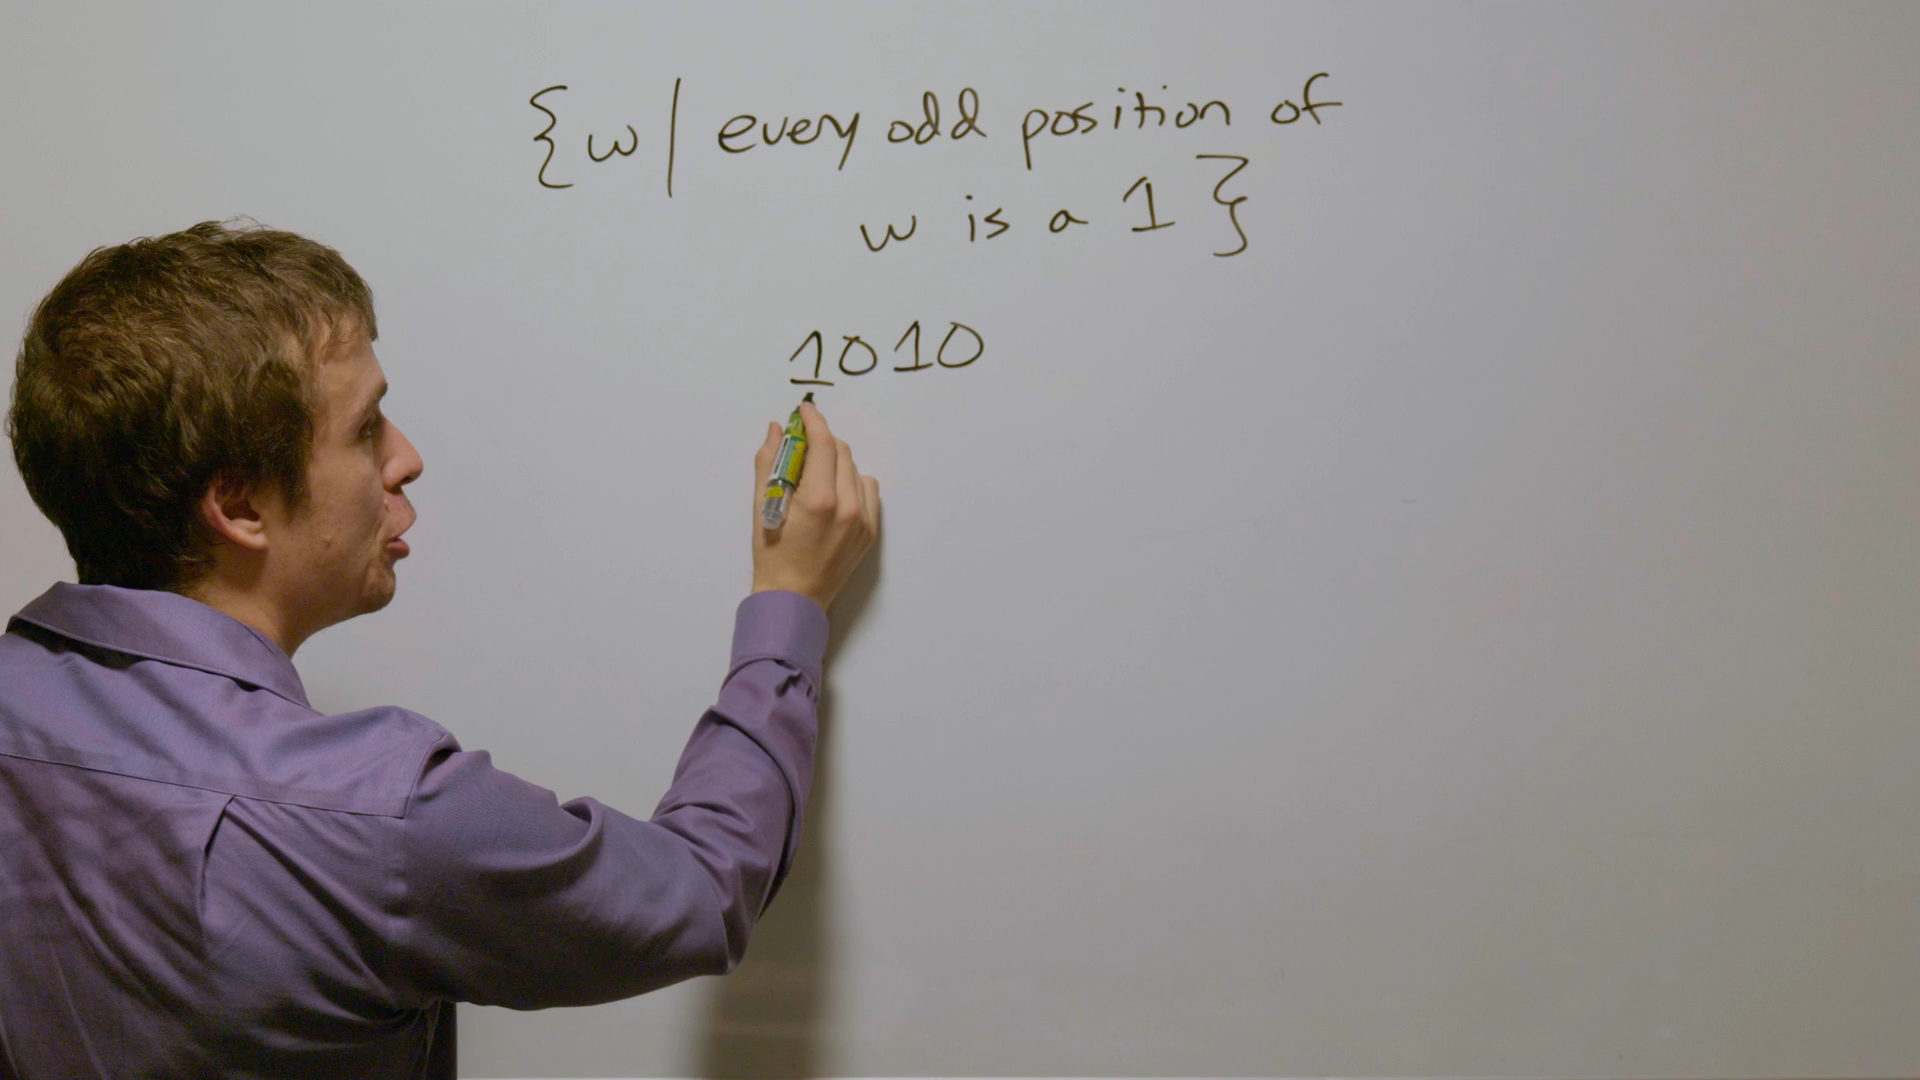 {w | every odd position of
w is a 1}
1010